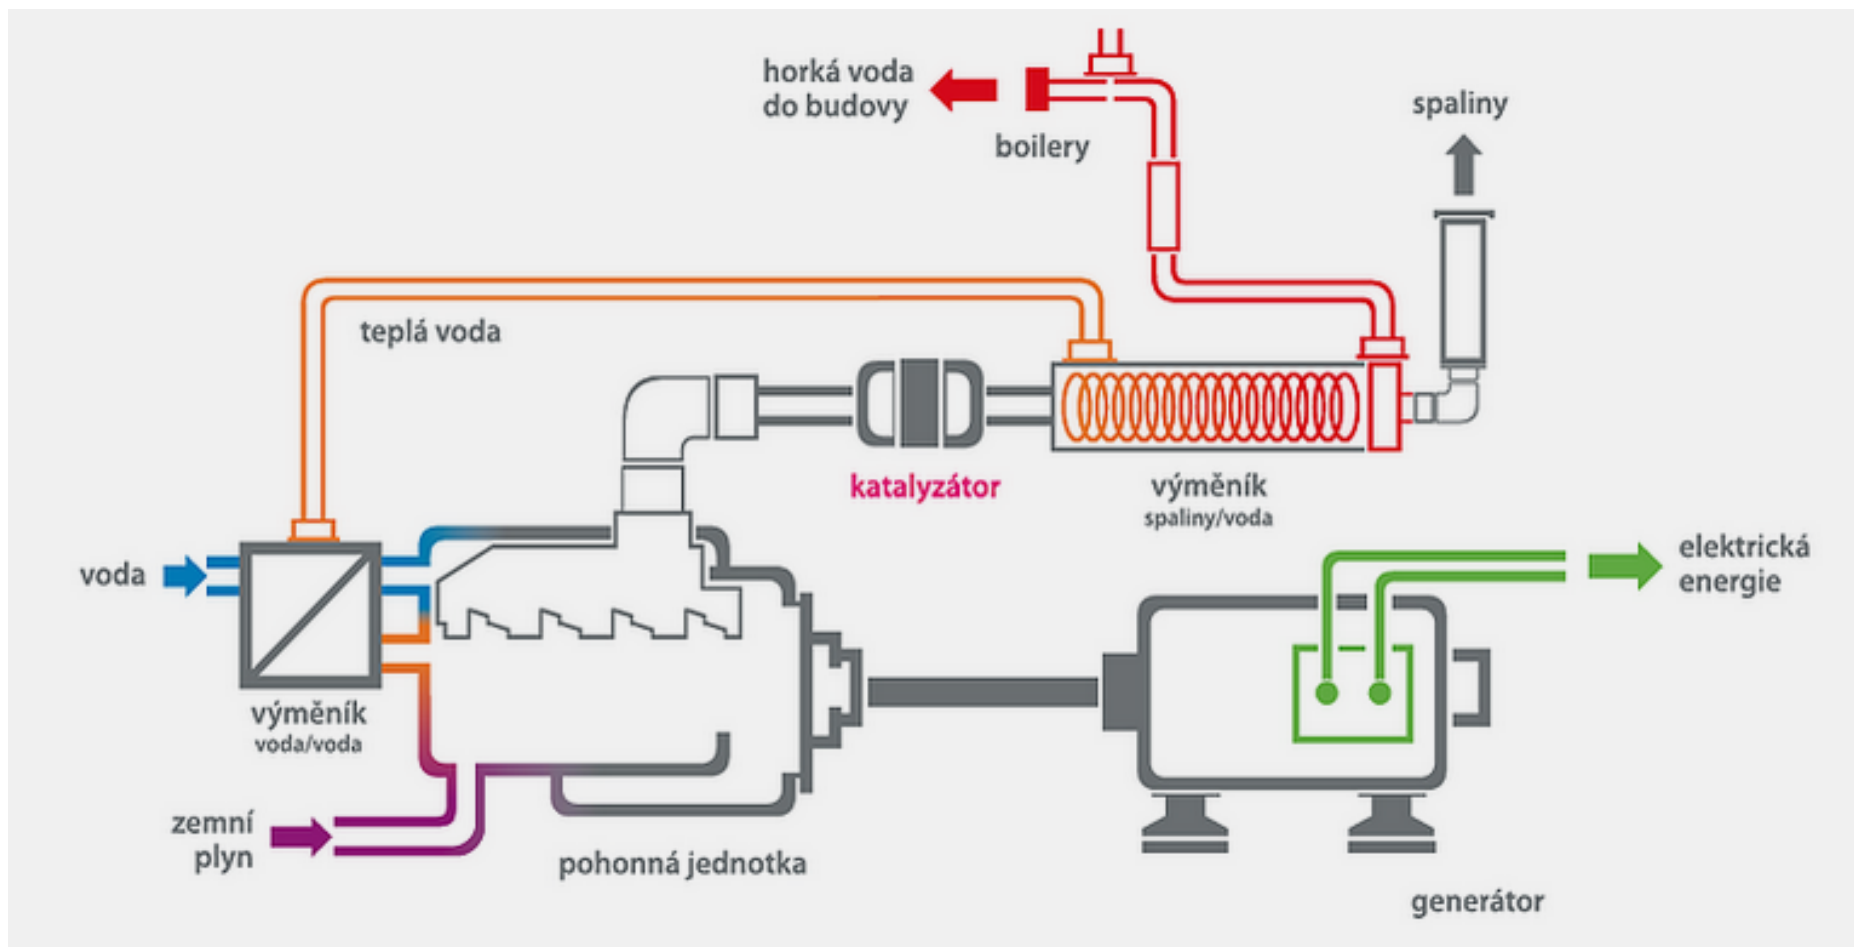 horká voda
do budovy
boilery
spaliny
teplá voda
katalyzátor
výměník
spaliny/voda
voda
elektrická
energie
výměník
voda/voda
zemní
plyn
pohonná jednotka
generátor